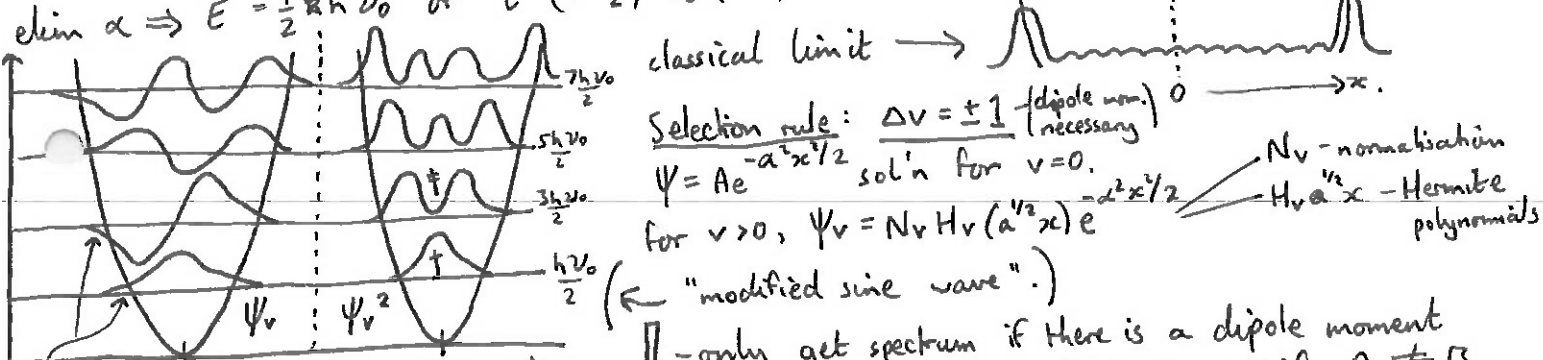 elim α ⇒ E = ½ hν₀
classical limit →
0 → x.
7hν₀/2
5hν₀/2
3hν₀/2
hν₀/2
ψᵥ ψᵥ²
Selection rule: Δv = ±1 (dipole mom. necessary)
ψ = Ae^{-a²x²/2} sol'n for v=0.
for v>0, ψᵥ = Nᵥ Hᵥ (a^{1/2}x) e^{-α²x²/2}
Nᵥ - normalisation
Hᵥ a^{1/2}x - Hermite
polynomials
(← "modified sine wave".)
- only get spectrum if there is a dipole moment